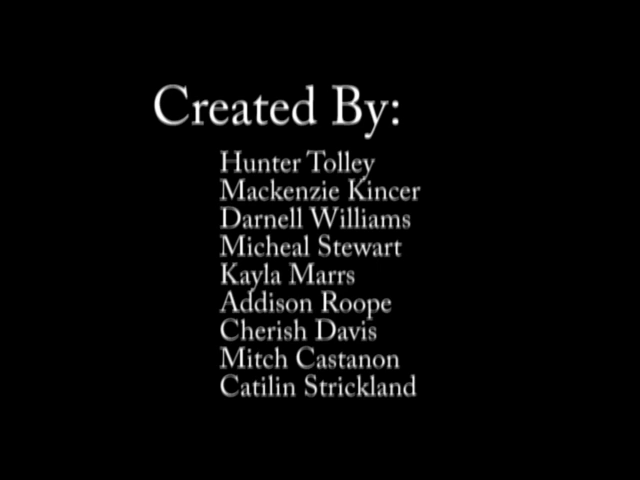 Created By:
Hunter Tolley
Mackenzie Kincer
Darnell Williams
Micheal Stewart
Kayla Marrs
Addison Roope
Cherish Davis
Mitch Castanon
Catilin Strickland